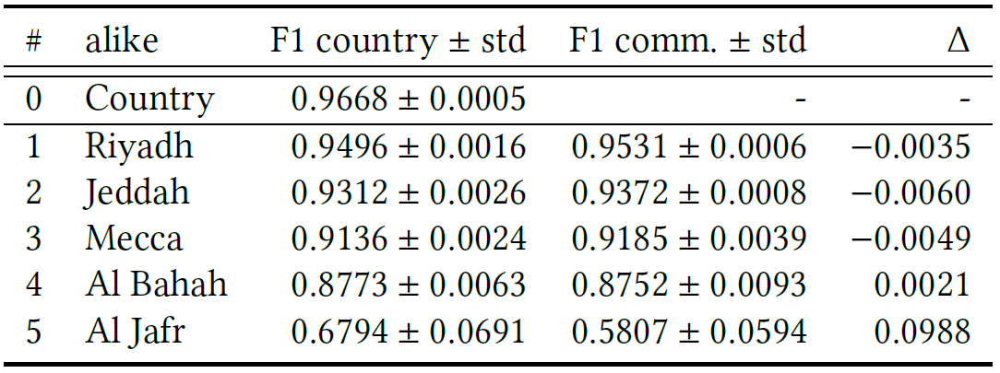 # alike F1 country ± std F1 comm. ± std Δ
0 Country 0.9668 ± 0.0005 - -
1 Riyadh 0.9496 ± 0.0016 0.9531 ± 0.0006 −0.0035
2 Jeddah 0.9312 ± 0.0026 0.9372 ± 0.0008 −0.0060
3 Mecca 0.9136 ± 0.0024 0.9185 ± 0.0039 −0.0049
4 Al Bahah 0.8773 ± 0.0063 0.8752 ± 0.0093 0.0021
5 Al Jafr 0.6794 ± 0.0691 0.5807 ± 0.0594 0.0988